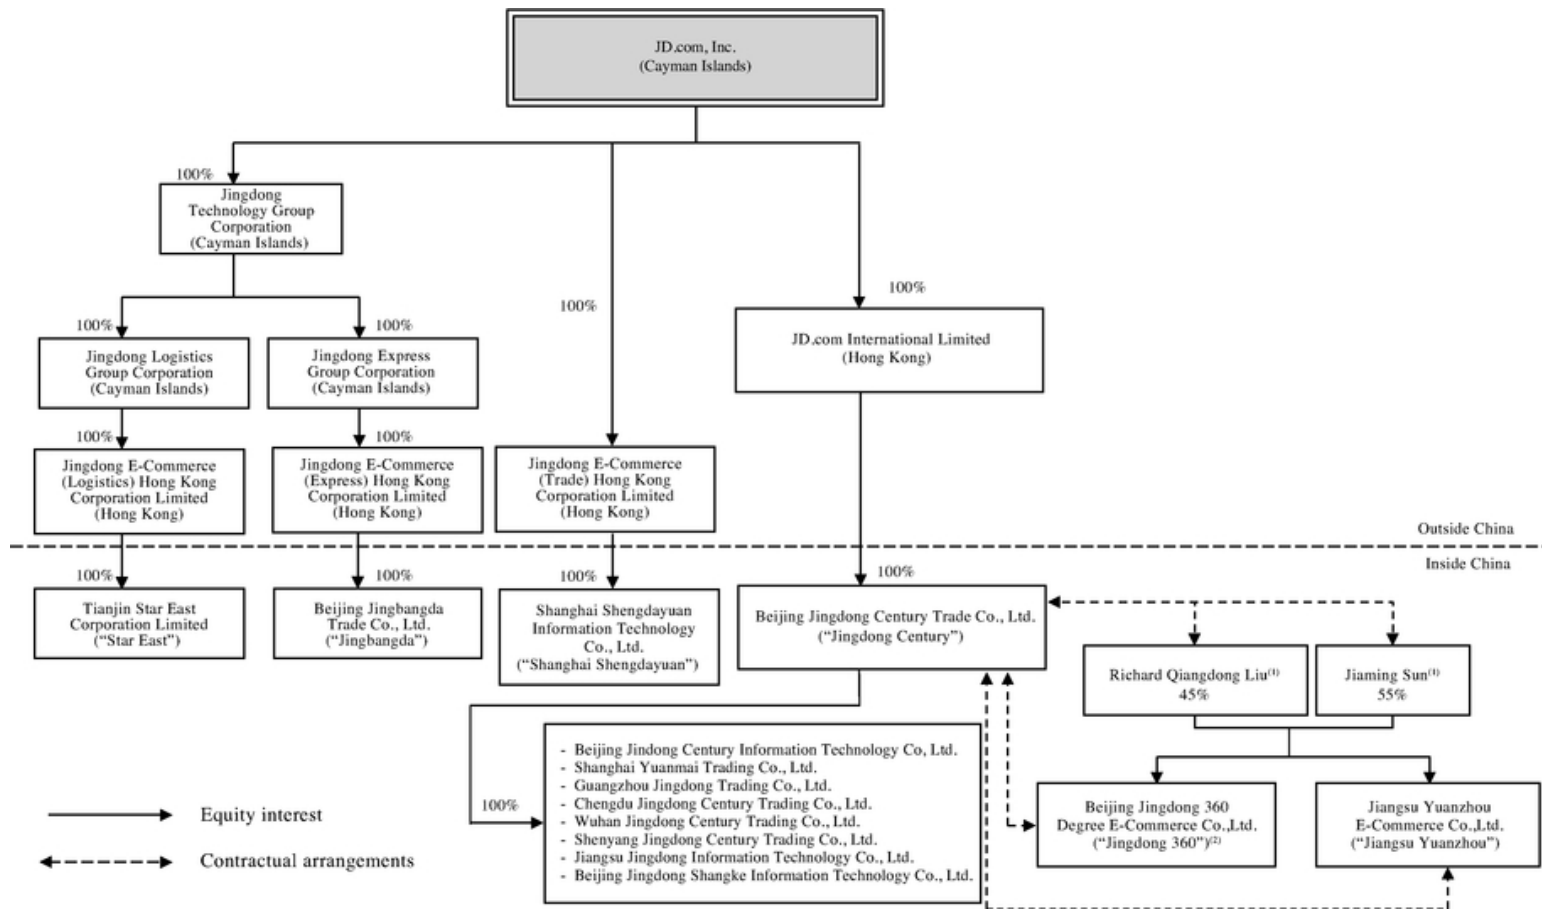 JD.com, Inc.
(Cayman Islands)
100%
Jingdong
Technology Group
Corporation
(Cayman Islands)
100%
100%
100%
100%
Jingdong Logistics
Group Corporation
(Cayman Islands)
Jingdong Express
Group Corporation
(Cayman Islands)
JD.com International Limited
(Hong Kong)
100%
100%
Jingdong E-Commerce
(Logistics) Hong Kong
Corporation Limited
(Hong Kong)
Jingdong E-Commerce
(Express) Hong Kong
Corporation Limited
(Hong Kong)
Jingdong E-Commerce
(Trade) Hong Kong
Corporation Limited
(Hong Kong)
Outside China
Inside China
100%
100%
100%
100%
Tianjin Star East
Corporation Limited
(“Star East”)
Beijing Jingbangda
Trade Co., Ltd.
(“Jingbangda”)
Shanghai Shengdayuan
Information Technology
Co., Ltd.
(“Shanghai Shengdayuan”)
Beijing Jingdong Century Trade Co., Ltd.
(“Jingdong Century”)
Richard Qiangdong Liu(1)
45%
Jiaming Sun(1)
55%
100%
- Beijing Jindong Century Information Technology Co, Ltd.
- Shanghai Yuanmai Trading Co., Ltd.
- Guangzhou Jingdong Trading Co., Ltd.
- Chengdu Jingdong Century Trading Co., Ltd.
- Wuhan Jingdong Century Trading Co., Ltd.
- Shenyang Jingdong Century Trading Co., Ltd.
- Jiangsu Jingdong Information Technology Co., Ltd.
- Beijing Jingdong Shangke Information Technology Co., Ltd.
Beijing Jingdong 360
Degree E-Commerce Co.,Ltd.
(“Jingdong 360”)(2)
Jiangsu Yuanzhou
E-Commerce Co.,Ltd.
(“Jiangsu Yuanzhou”)
Equity interest
Contractual arrangements